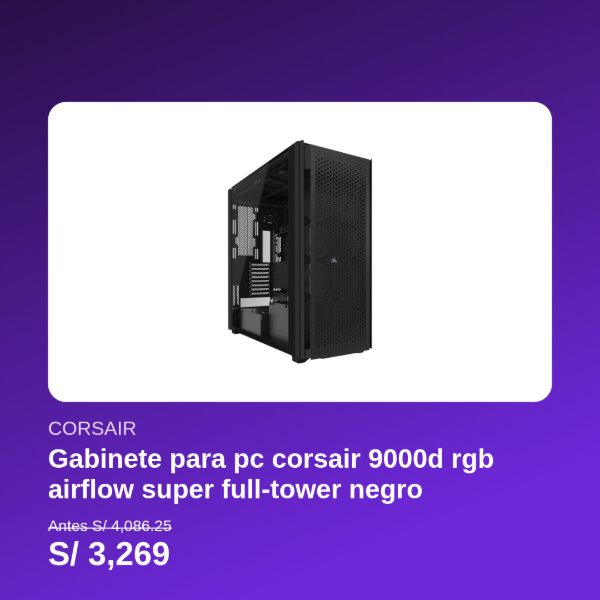 CORSAIR
Gabinete para pc corsair 9000d rgb
airflow super full-tower negro
Antes S/ 4,086.25
S/ 3,269